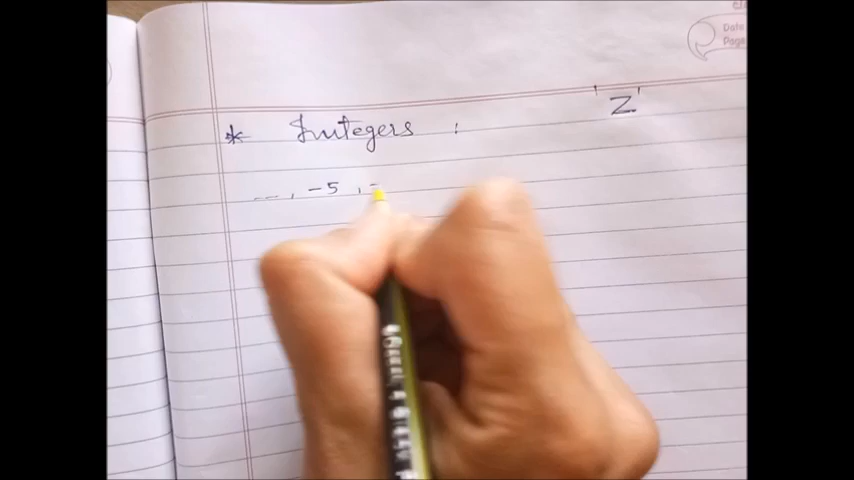 Date
Page
'Z'
* Integers :
---, -5, -